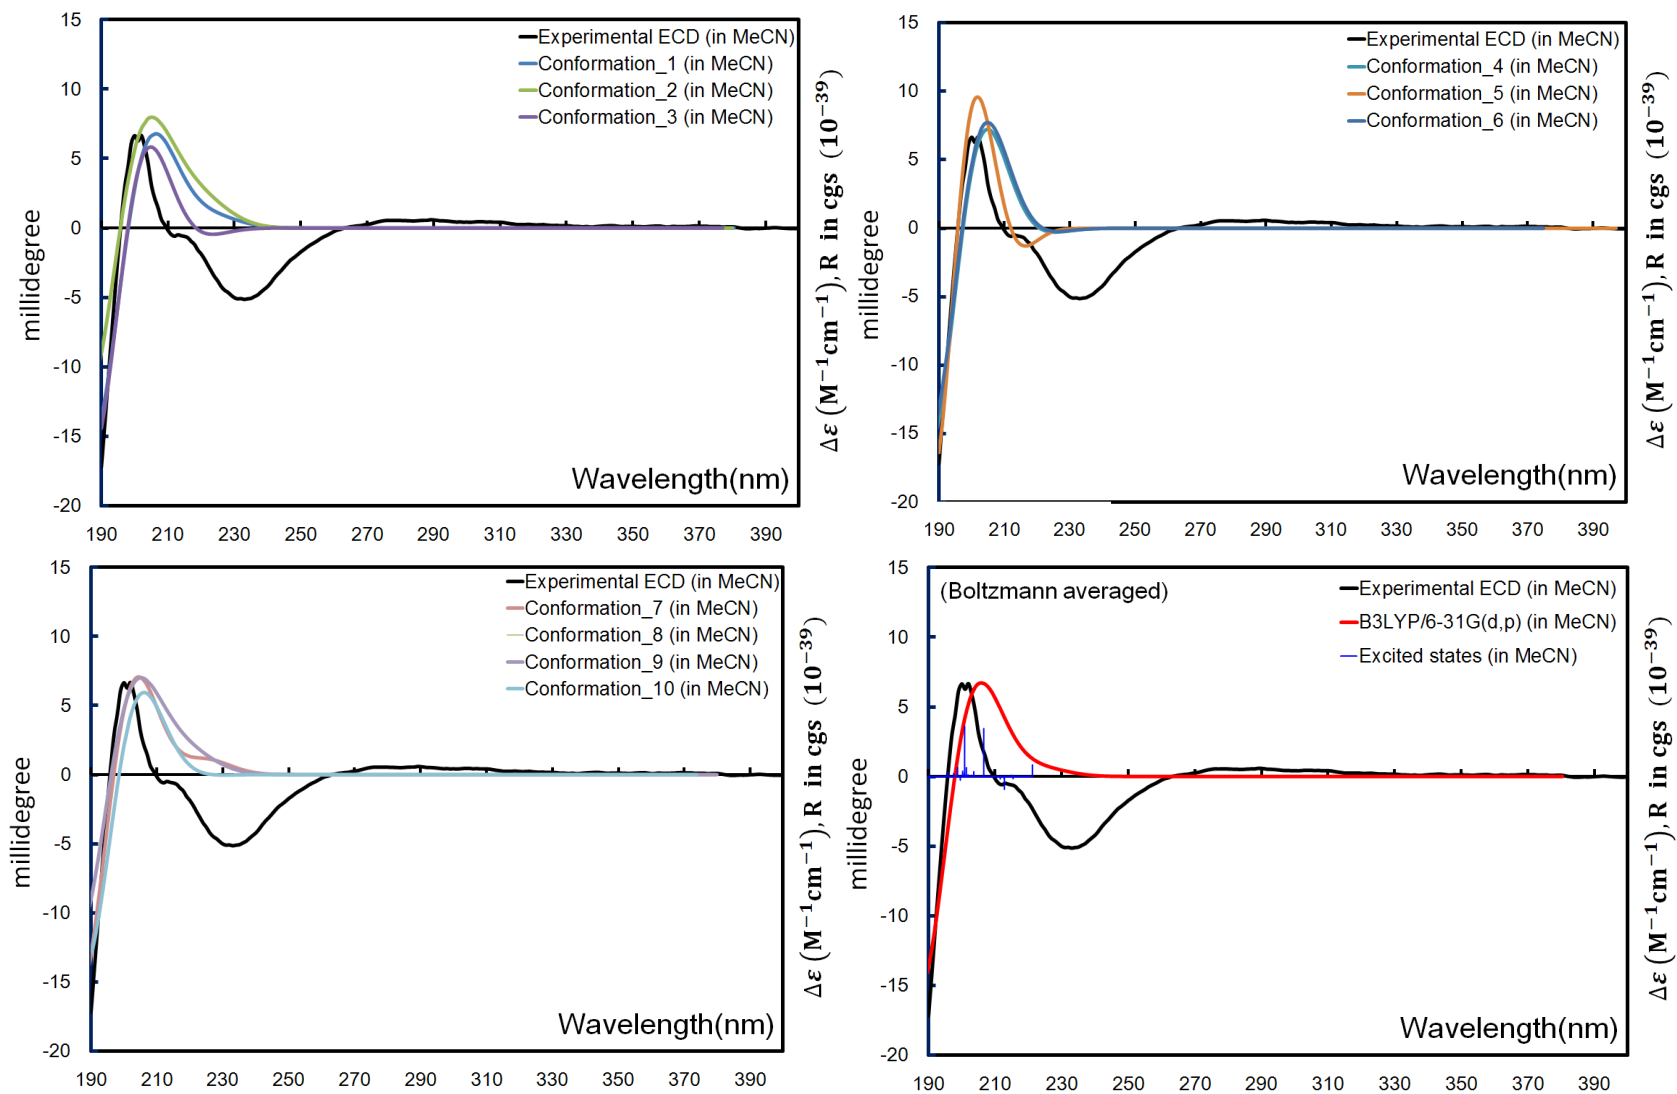 15
10
5
0
-5
-10
-15
-20
millidegree
Experimental ECD (in MeCN)
Conformation_1 (in MeCN)
Conformation_2 (in MeCN)
Conformation_3 (in MeCN)
Wavelength(nm)
190 210 230 250 270 290 310 330 350 370 390
Δε (M⁻¹cm⁻¹), R in cgs (10⁻³⁹)
15
10
5
0
-5
-10
-15
-20
millidegree
Experimental ECD (in MeCN)
Conformation_4 (in MeCN)
Conformation_5 (in MeCN)
Conformation_6 (in MeCN)
Wavelength(nm)
190 210 230 250 270 290 310 330 350 370 390
Δε (M⁻¹cm⁻¹), R in cgs (10⁻³⁹)
15
10
5
0
-5
-10
-15
-20
millidegree
Experimental ECD (in MeCN)
Conformation_7 (in MeCN)
Conformation_8 (in MeCN)
Conformation_9 (in MeCN)
Conformation_10 (in MeCN)
Wavelength(nm)
190 210 230 250 270 290 310 330 350 370 390
Δε (M⁻¹cm⁻¹), R in cgs (10⁻³⁹)
15
10
5
0
-5
-10
-15
-20
millidegree
(Boltzmann averaged)
Experimental ECD (in MeCN)
B3LYP/6-31G(d,p) (in MeCN)
Excited states (in MeCN)
Wavelength(nm)
190 210 230 250 270 290 310 330 350 370 390
Δε (M⁻¹cm⁻¹), R in cgs (10⁻³⁹)